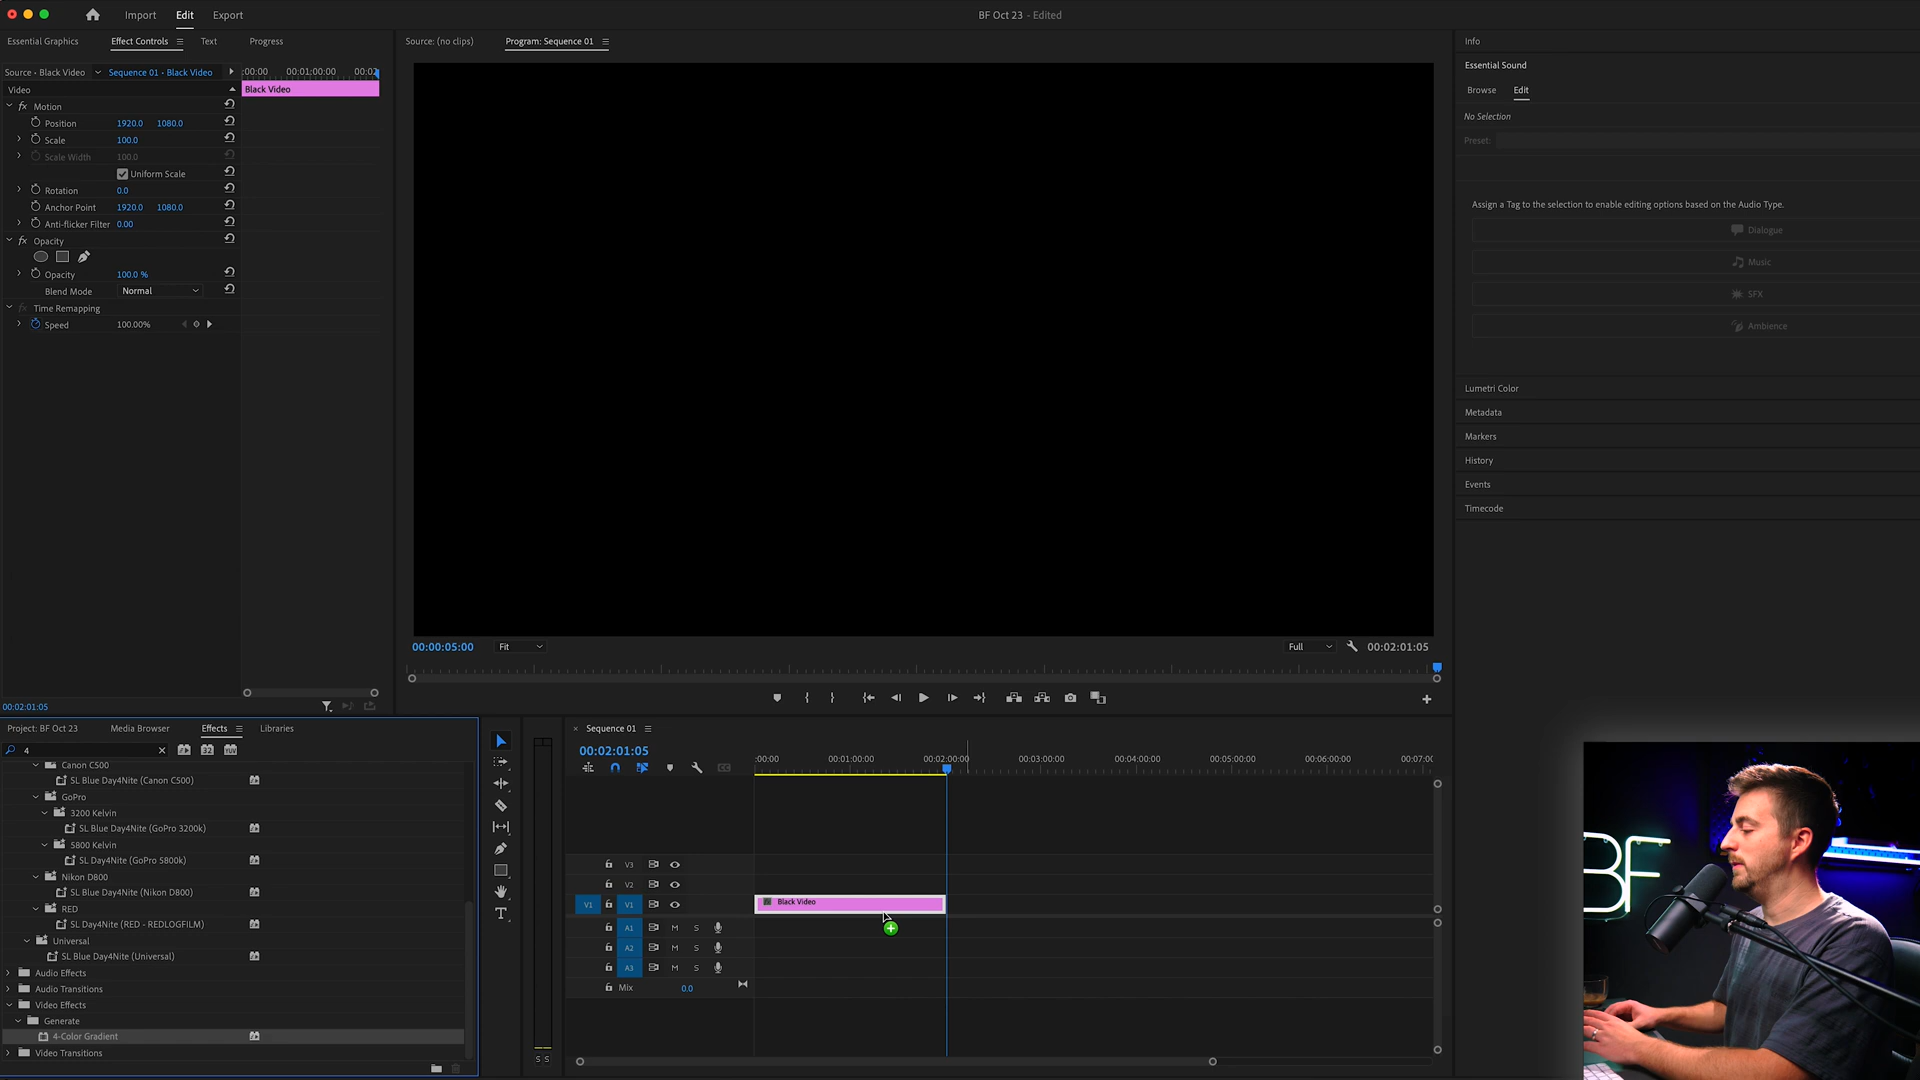 Import Edit Export BF Oct 23 - Edited
Essential Graphics Effect Controls Text Progress Source: (no clips) Program: Sequence 01 Info
Source • Black Video Sequence 01 • Black Video :00:00 00:01:00:00 00:02 Essential Sound
Video Black Video Browse Edit
Motion
Position 1920.0 1080.0 No Selection
Scale 100.0 Preset:
Scale Width 100.0
Uniform Scale
Rotation 0.0
Anchor Point 1920.0 1080.0 Assign a Tag to the selection to enable editing options based on the Audio Type.
Anti-flicker Filter 0.00 Dialogue
Opacity
Music
Opacity 100.0 %
Blend Mode Normal SFX
Time Remapping
Speed 100.00% Ambience
Lumetri Color
Metadata
Markers
History
Events
Timecode
00:00:05:00 Fit Full 00:02:01:05
00:02:01:05
Project: BF Oct 23 Media Browser Effects Libraries Sequence 01
4 00:02:01:05
Canon C500 :00:00 00:01:00:00 00:02:00:00 00:03:00:00 00:04:00:00 00:05:00:00 00:06:00:00 00:07:0
SL Blue Day4Nite (Canon C500)
GoPro
3200 Kelvin
SL Blue Day4Nite (GoPro 3200k)
5800 Kelvin
SL Day4Nite (GoPro 5800k) V3
Nikon D800 V2
SL Blue Day4Nite (Nikon D800)
RED V1 V1 Black Video
SL Day4Nite (RED - REDLOGFILM) A1 M S
Universal A2 M S
SL Blue Day4Nite (Universal)
Audio Effects A3 M S
Audio Transitions Mix 0.0
Video Effects
Generate
4-Color Gradient
Video Transitions S S
BF